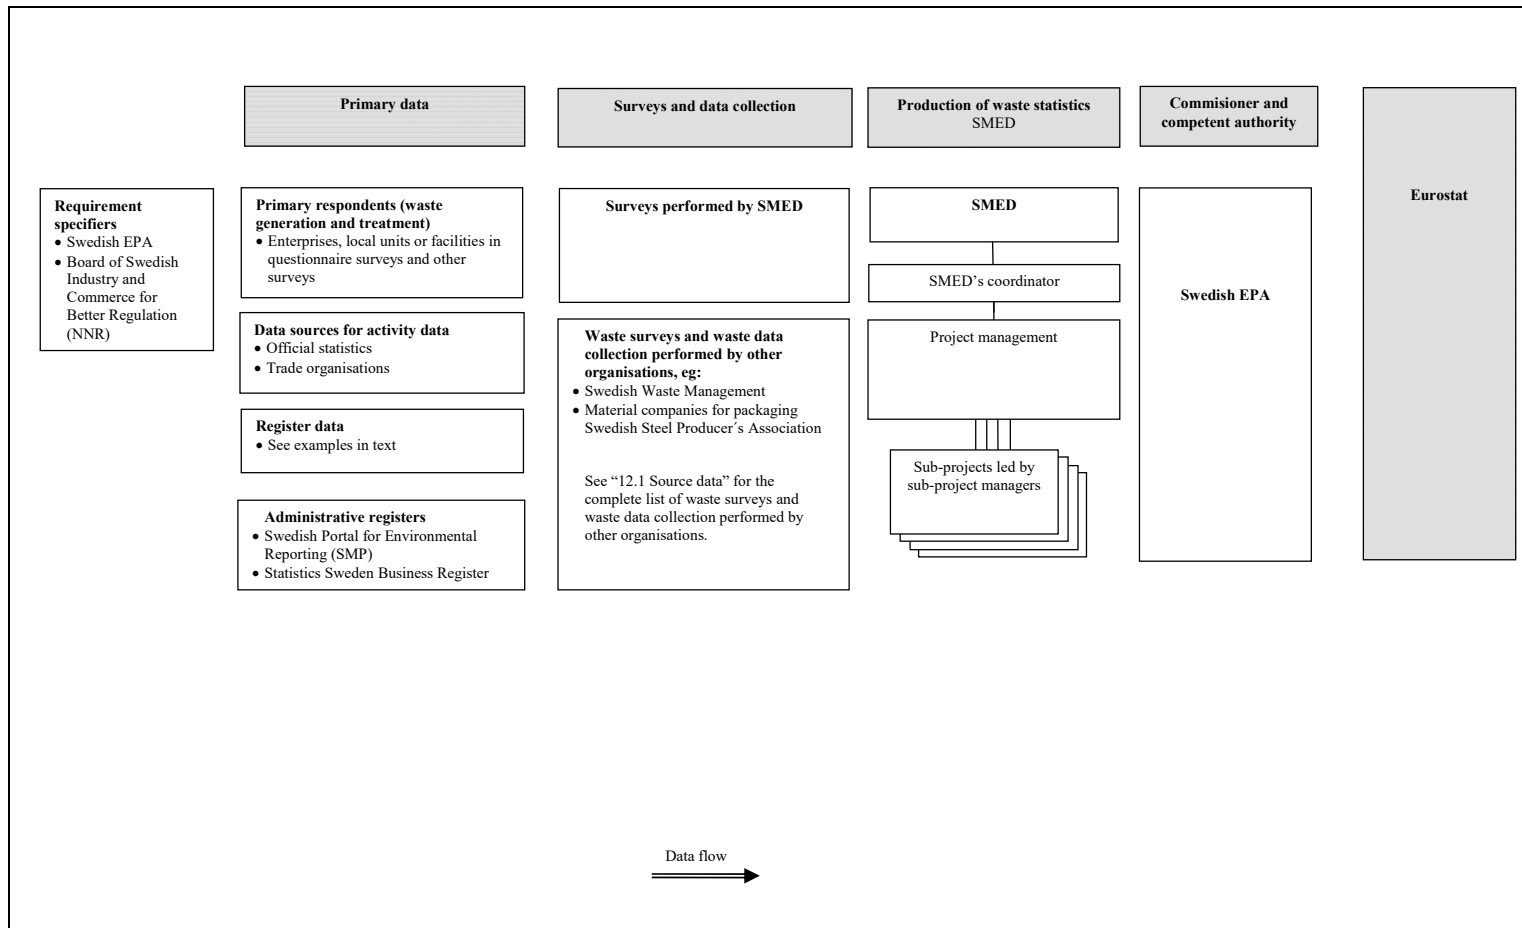 Primary data
Surveys and data collection
Production of waste statistics
SMED
Commisioner and
competent authority
Eurostat
Requirement
specifiers
• Swedish EPA
• Board of Swedish
Industry and
Commerce for
Better Regulation
(NNR)
Primary respondents (waste
generation and treatment)
• Enterprises, local units or facilities in
questionnaire surveys and other
surveys
Data sources for activity data
• Official statistics
• Trade organisations
Register data
• See examples in text
Administrative registers
• Swedish Portal for Environmental
Reporting (SMP)
• Statistics Sweden Business Register
Surveys performed by SMED
Waste surveys and waste data
collection performed by other
organisations, eg:
• Swedish Waste Management
• Material companies for packaging
Swedish Steel Producer´s Association
See “12.1 Source data” for the
complete list of waste surveys and
waste data collection performed by
other organisations.
SMED
SMED’s coordinator
Project management
Sub-projects led by
sub-project managers
Swedish EPA
Data flow